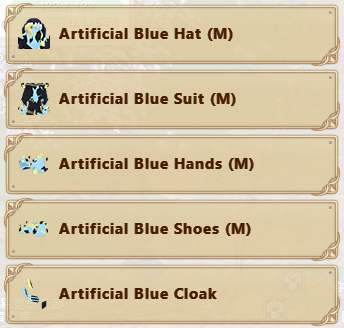 Artificial Blue Hat (M)
Artificial Blue Suit (M)
Artificial Blue Hands (M)
Artificial Blue Shoes (M)
Artificial Blue Cloak